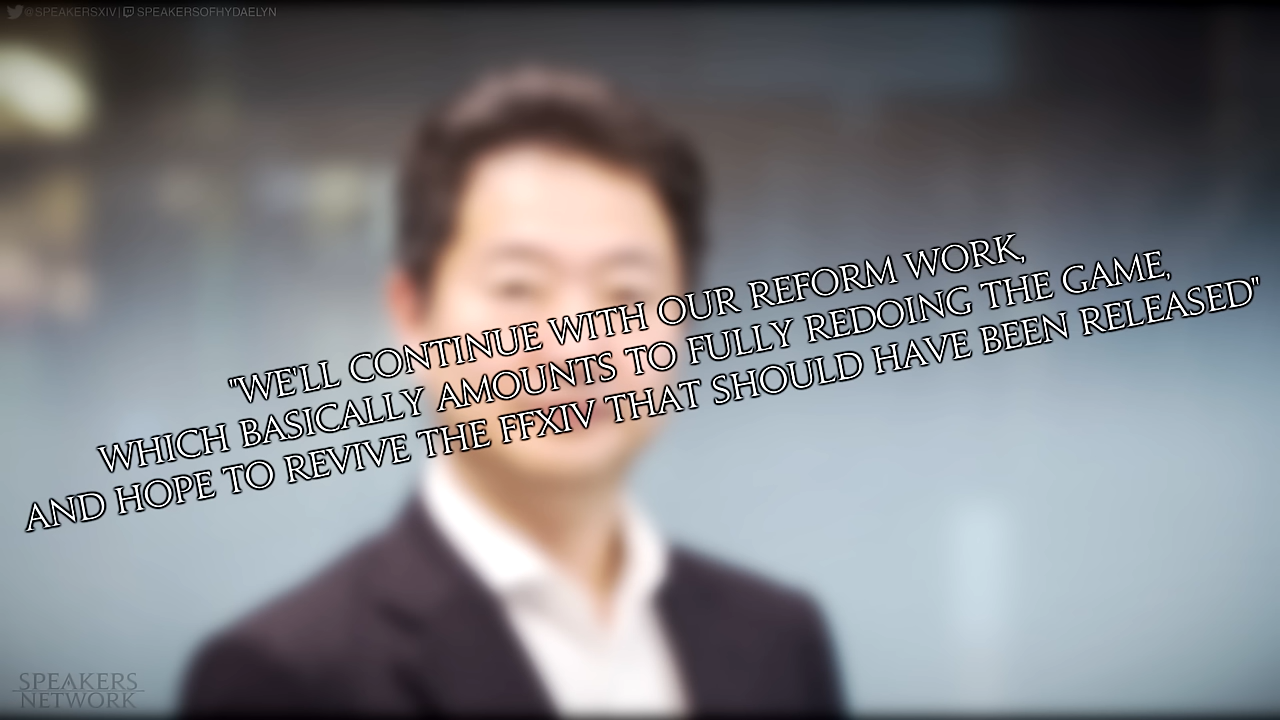 @SPEAKERSXIV | SPEAKERSOFHYDAELYN
"WE'LL CONTINUE WITH OUR REFORM WORK,
WHICH BASICALLY AMOUNTS TO FULLY REDOING THE GAME,
AND HOPE TO REVIVE THE FFXIV THAT SHOULD HAVE BEEN RELEASED"
SPEAKERS
NETWORK